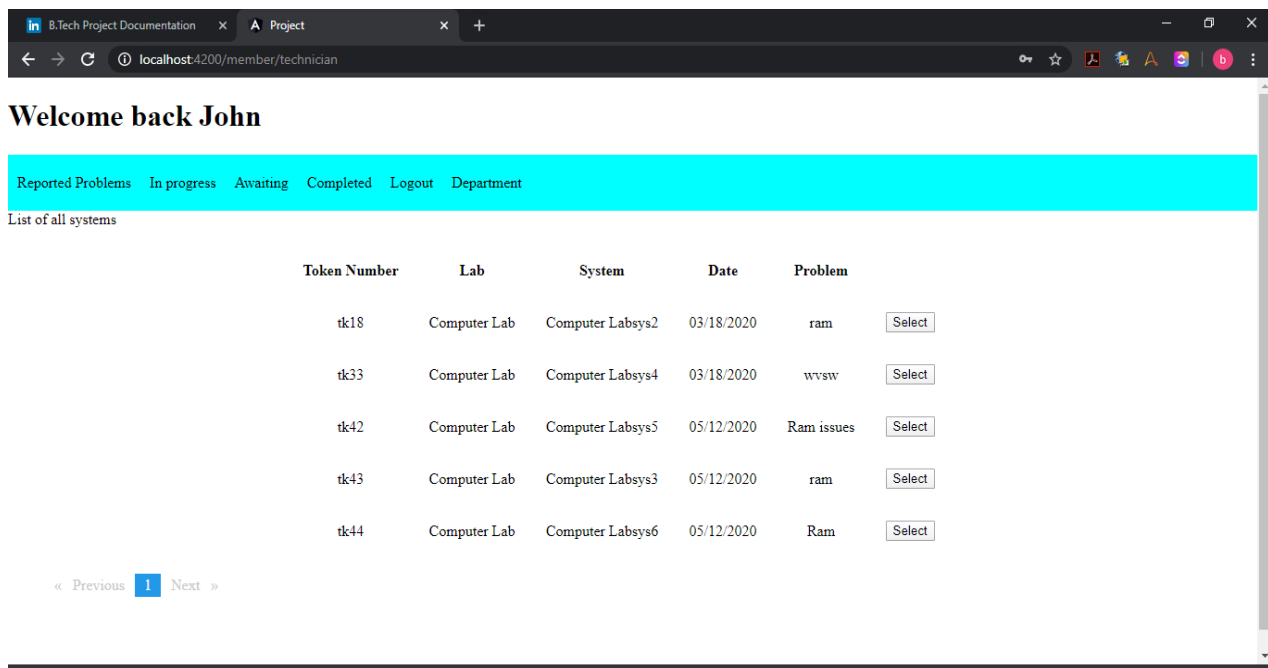 B.Tech Project Documentation Project
localhost:4200/member/technician
Welcome back John
Reported Problems In progress Awaiting Completed Logout Department
List of all systems
Token Number Lab System Date Problem
tk18 Computer Lab Computer Labsys2 03/18/2020 ram Select
tk33 Computer Lab Computer Labsys4 03/18/2020 wvsw Select
tk42 Computer Lab Computer Labsys5 05/12/2020 Ram issues Select
tk43 Computer Lab Computer Labsys3 05/12/2020 ram Select
tk44 Computer Lab Computer Labsys6 05/12/2020 Ram Select
« Previous 1 Next »